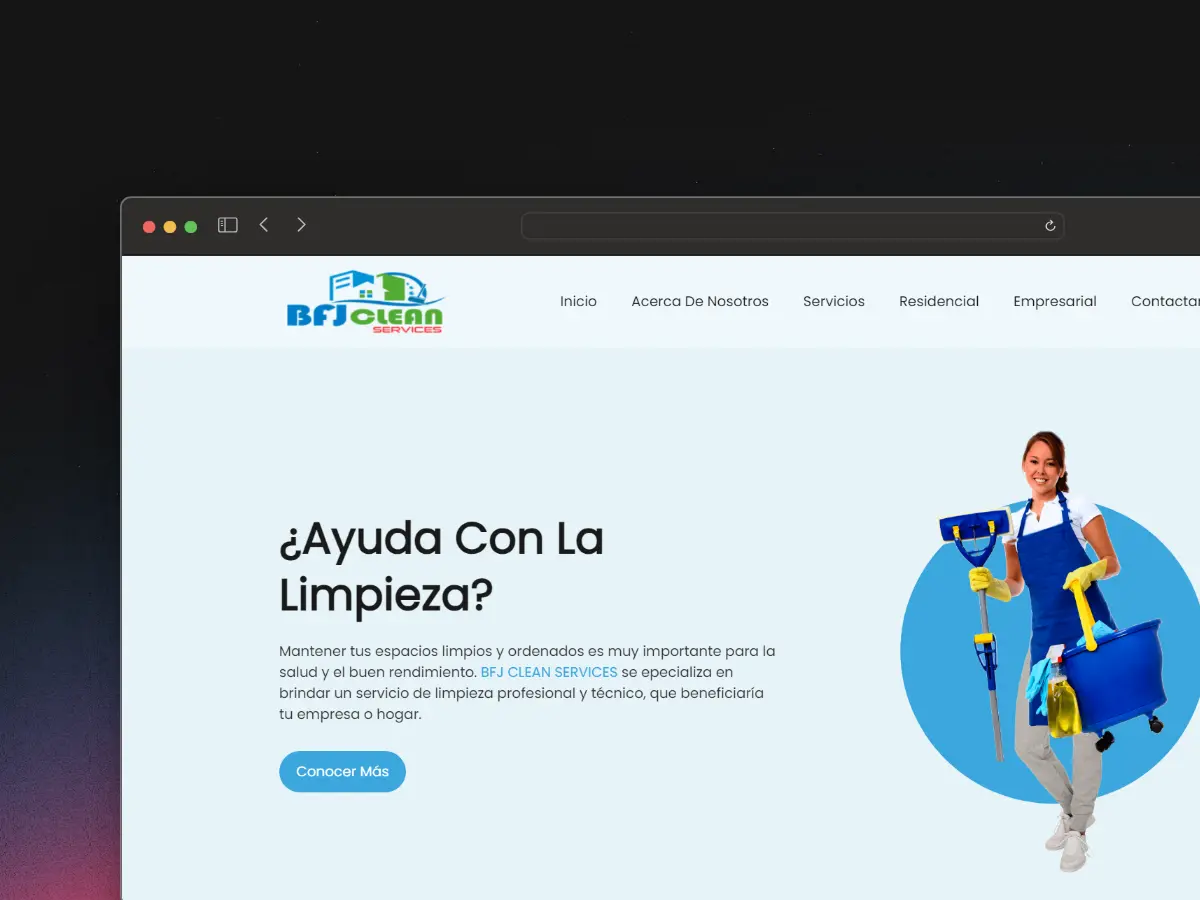 BFJ CLEAN
SERVICES
Inicio Acerca De Nosotros Servicios Residencial Empresarial Contactar
¿Ayuda Con La
Limpieza?
Mantener tus espacios limpios y ordenados es muy importante para la
salud y el buen rendimiento. BFJ CLEAN SERVICES se epecializa en
brindar un servicio de limpieza profesional y técnico, que beneficiaría
tu empresa o hogar.
Conocer Más